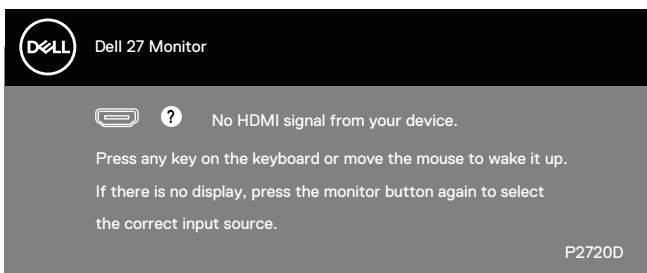 DELL
Dell 27 Monitor
? No HDMI signal from your device.
Press any key on the keyboard or move the mouse to wake it up.
If there is no display, press the monitor button again to select
the correct input source.
P2720D